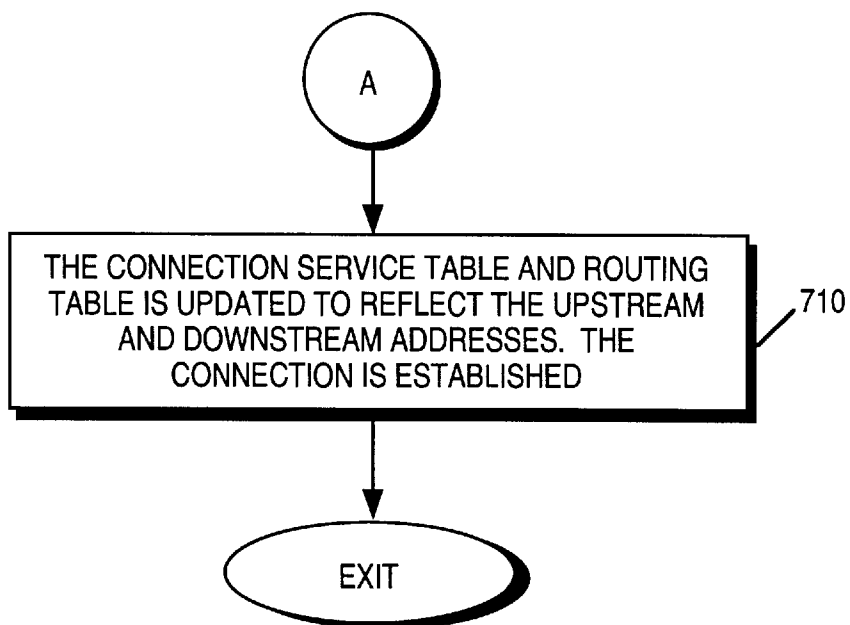 A
THE CONNECTION SERVICE TABLE AND ROUTING
TABLE IS UPDATED TO REFLECT THE UPSTREAM
AND DOWNSTREAM ADDRESSES. THE
CONNECTION IS ESTABLISHED
710
EXIT